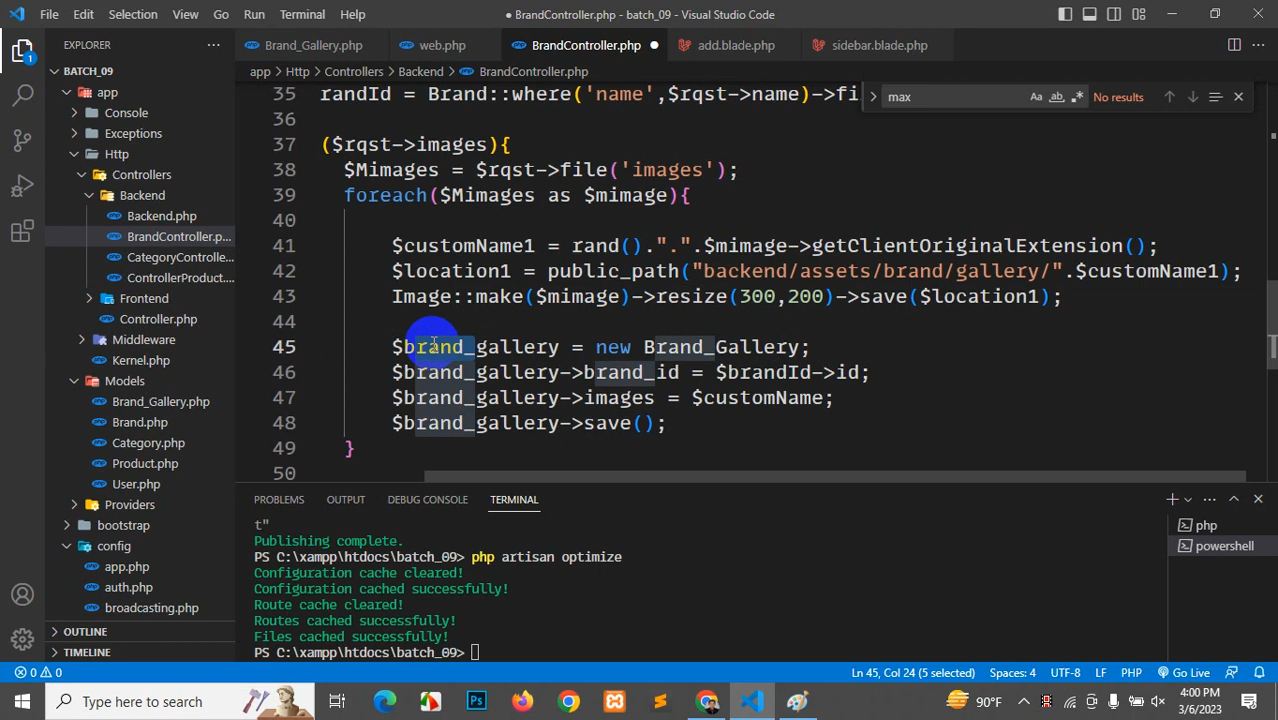 File Edit Selection View Go Run Terminal Help
● BrandController.php - batch_09 - Visual Studio Code
EXPLORER
Brand_Gallery.php
web.php
BrandController.php
add.blade.php
sidebar.blade.php
app > Http > Controllers > Backend > BrandController.php
BATCH_09
app
Console
Exceptions
Http
Controllers
Backend
Backend.php
BrandController.p...
CategoryControlle...
ControllerProduct...
Frontend
Controller.php
Middleware
Kernel.php
Models
Brand_Gallery.php
Brand.php
Category.php
Product.php
User.php
Providers
bootstrap
config
app.php
auth.php
broadcasting.php
OUTLINE
TIMELINE
max
Aa ab .* No results
35 randId = Brand::where('name',$rqst->name)->fi
36
37 ($rqst->images){
38 $Mimages = $rqst->file('images');
39 foreach($Mimages as $mimage){
40
41 $customName1 = rand().".".$mimage->getClientOriginalExtension();
42 $location1 = public_path("backend/assets/brand/gallery/".$customName1);
43 Image::make($mimage)->resize(300,200)->save($location1);
44
45 $brand_gallery = new Brand_Gallery;
46 $brand_gallery->brand_id = $brandId->id;
47 $brand_gallery->images = $customName;
48 $brand_gallery->save();
49 }
50
PROBLEMS OUTPUT DEBUG CONSOLE TERMINAL
t"
Publishing complete.
PS C:\xampp\htdocs\batch_09> php artisan optimize
Configuration cache cleared!
Configuration cached successfully!
Route cache cleared!
Routes cached successfully!
Files cached successfully!
PS C:\xampp\htdocs\batch_09>
php
powershell
0 0
Ln 45, Col 24 (5 selected) Spaces: 4 UTF-8 LF PHP Go Live
Type here to search
Ps
90°F
4:00 PM
3/6/2023